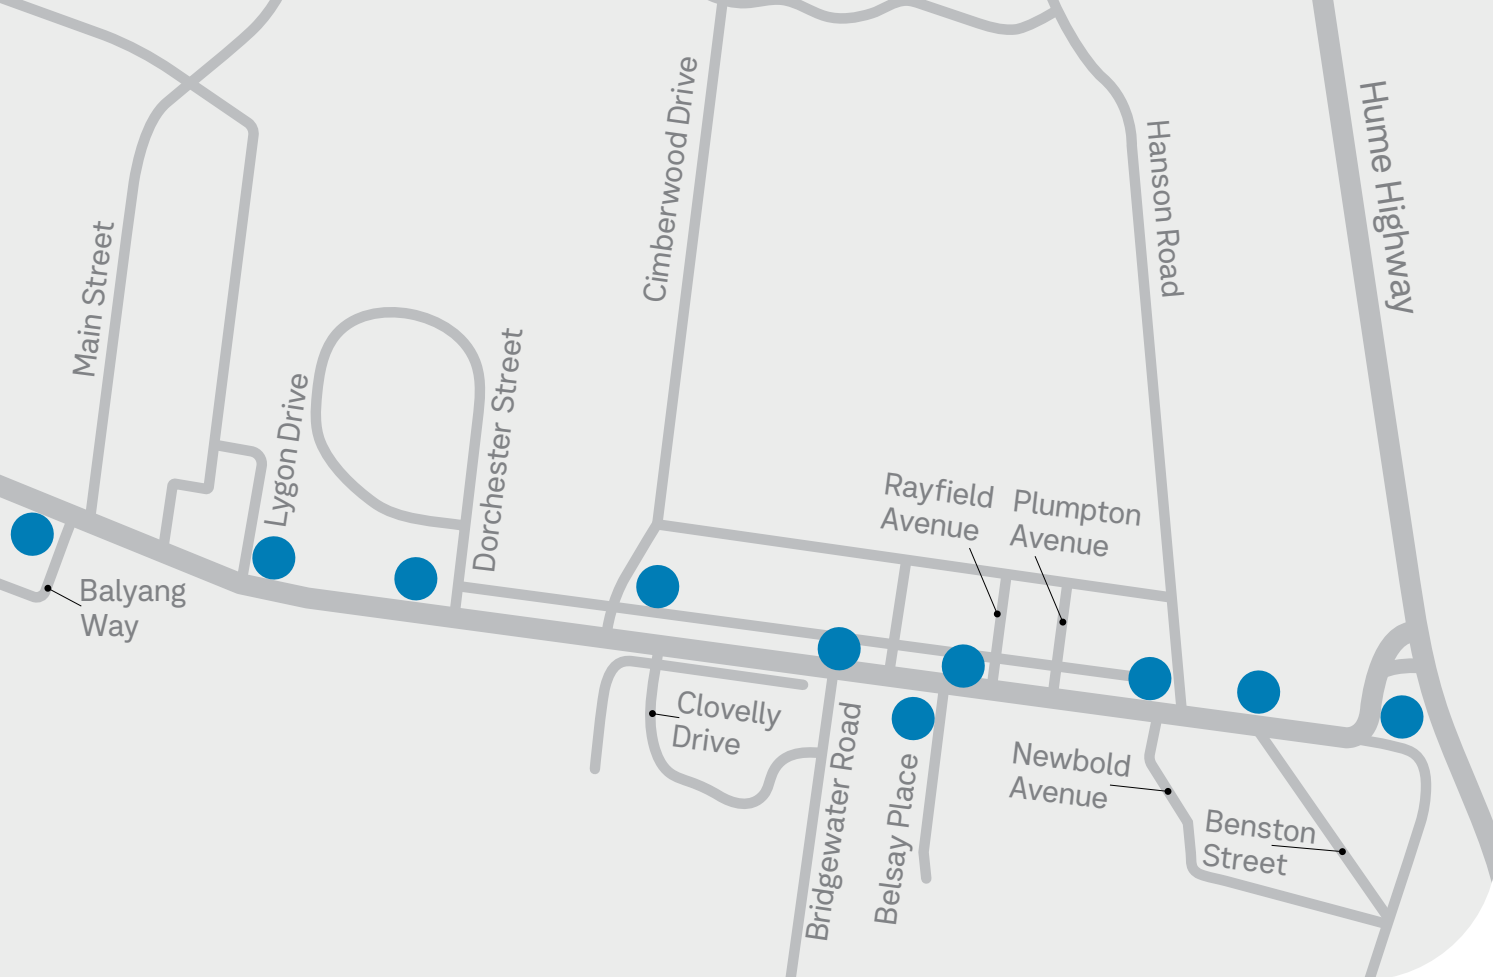 Main Street
Balyang
Way
Lygon Drive
Dorchester Street
Cimberwood Drive
Hanson Road
Hume Highway
Rayfield
Avenue
Plumpton
Avenue
Clovelly
Drive
Bridgewater Road
Belsay Place
Newbold
Avenue
Benston
Street